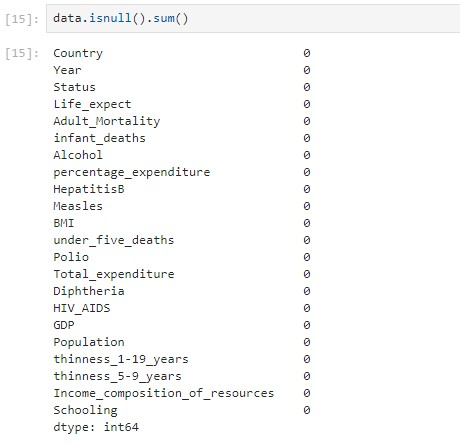 [15]: data.isnull().sum()
[15]: Country 0
Year 0
Status 0
Life_expect 0
Adult_Mortality 0
infant_deaths 0
Alcohol 0
percentage_expenditure 0
HepatitisB 0
Measles 0
BMI 0
under_five_deaths 0
Polio 0
Total_expenditure 0
Diphtheria 0
HIV_AIDS 0
GDP 0
Population 0
thinness_1-19_years 0
thinness_5-9_years 0
Income_composition_of_resources 0
Schooling 0
dtype: int64